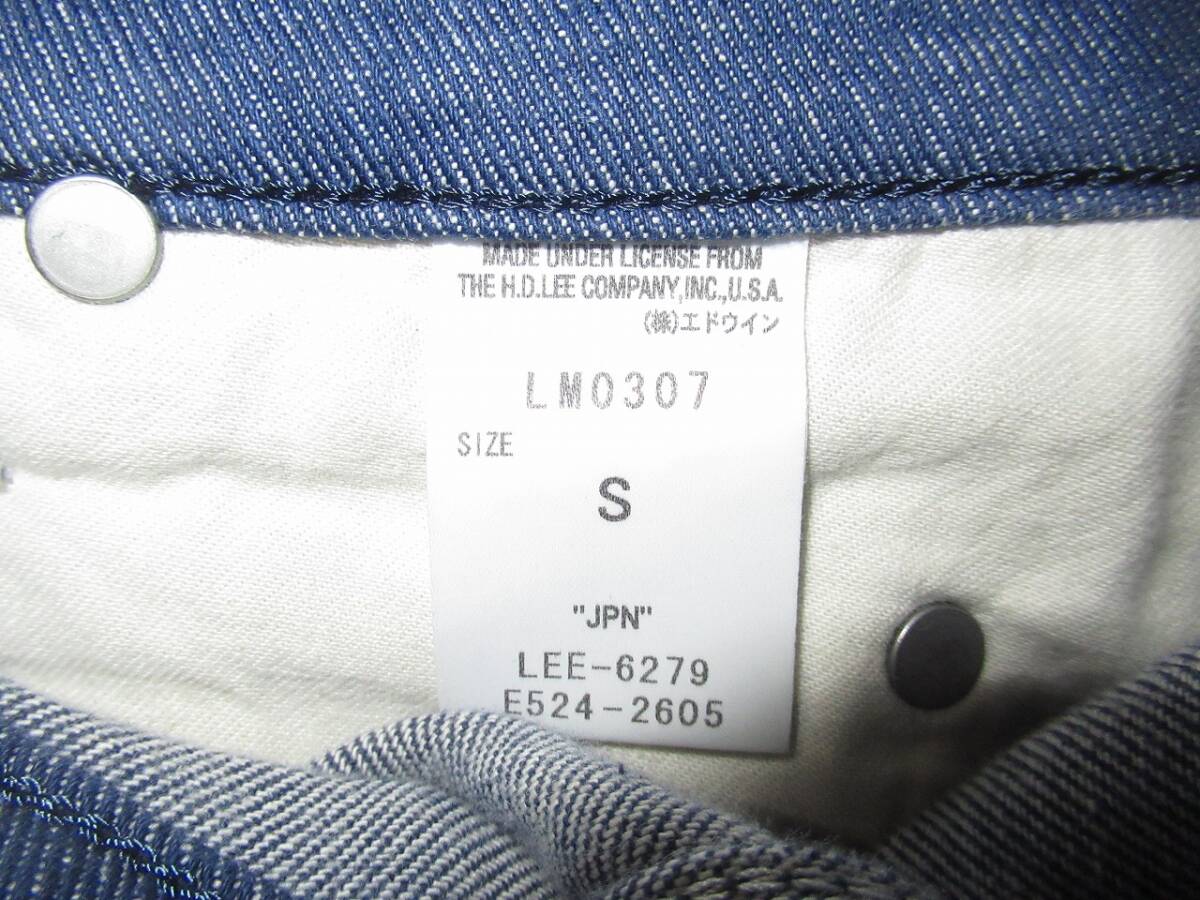 MADE UNDER LICENSE FROM
THE H.D.LEE COMPANY,INC.,U.S.A.
(株)エドウイン
LM0307
SIZE
S
"JPN"
LEE-6279
E524-2605